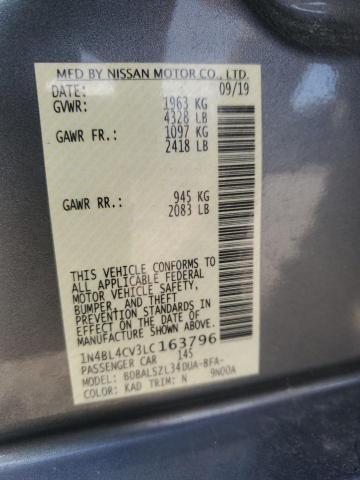 MFD BY NISSAN MOTOR CO., LTD.
DATE: 09/19
GVWR: 1963 KG
4328 LB
GAWR FR: 1097 KG
2418 LB
GAWR RR: 945 KG
2083 LB
THIS VEHICLE CONFORMS TO
ALL APPLICABLE FEDERAL
MOTOR VEHICLE SAFETY,
BUMPER, AND THEFT
PREVENTION STANDARDS IN
EFFECT ON THE DATE OF
MANUFACTURE SHOWN ABOVE.
1N4BL4CV3LC163796
PASSENGER CAR 145
MODEL: BDBALSZL34DUA-BFA-
COLOR: KAD TRIM: N 9N00A